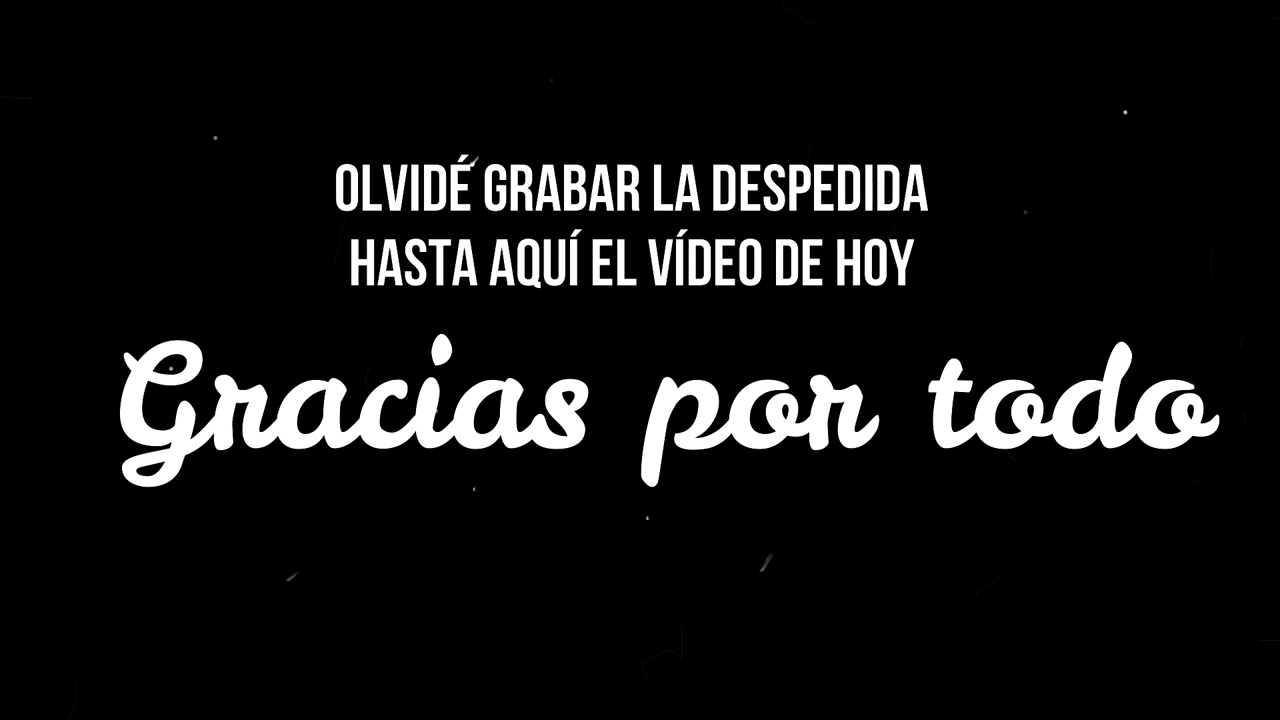 OLVIDÉ GRABAR LA DESPEDIDA
HASTA AQUÍ EL VÍDEO DE HOY
Gracias por todo